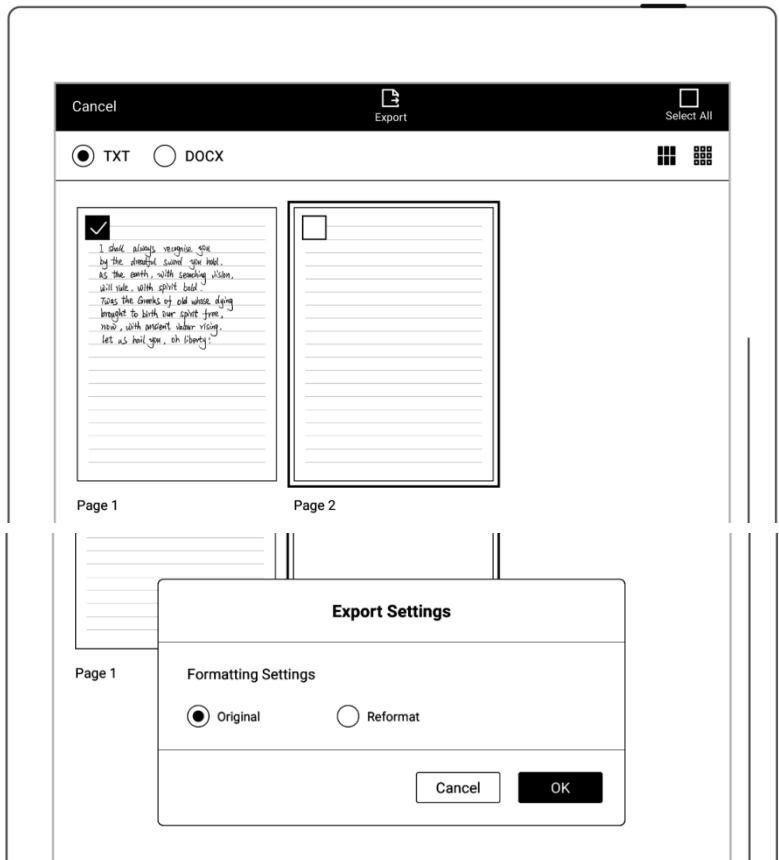 Cancel
Export
Select All
TXT
DOCX
I shall always recognise you
by the dreadful sword you hold,
as the earth, with searching vision,
will rule, with spirit bold.
Twas the Greeks of old whose dying
brought to birth our spirit free,
now, with ancient valour rising,
let us hail you, oh liberty!
Page 1
Page 2
Page 1
Export Settings
Formatting Settings
Original
Reformat
Cancel
OK